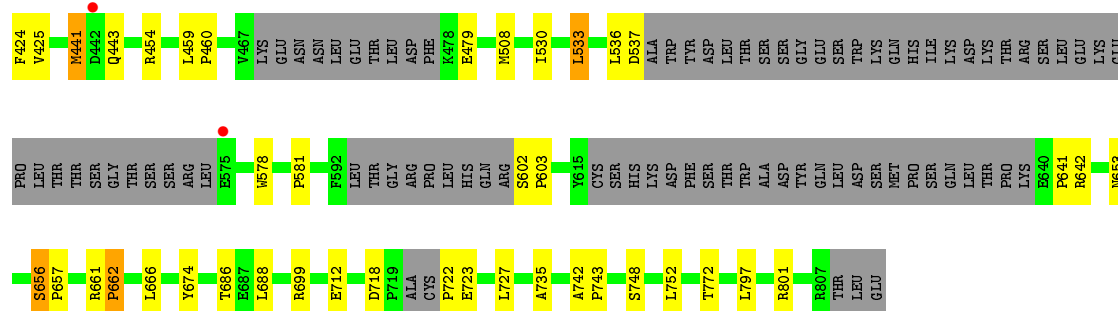 F424 V425 M441 D442 Q443 R454 L459 P460 V467 LYS GLU ASN ASN LEU GLU THR LEU ASP PHE K478 E479 M508 I530 L533 L536 D537 ALA TRP TYR ASP LEU THR SER SER GLY GLU SER TRP LYS GLN HIS ILE LYS ASP LYS THR ARG SER LEU GLU LYS GLU
PRO LEU THR THR SER GLY THR SER SER ARG LEU E575 W578 P581 F592 LEU THR GLY ARG PRO LEU HIS GLN ARG S602 P603 Y615 CYS SER HIS LYS ASP PHE SER THR TRP ALA ASP TYR GLN LEU ASP SER MET PRO SER GLN LEU THR PRO LYS E640 P641 R642 N653
S656 P657 R661 P662 L666 Y674 T686 E687 L688 R699 E712 D718 P719 ALA CYS P722 E723 L727 A735 A742 P743 S748 L752 T772 L797 R801 R807 THR LEU GLU